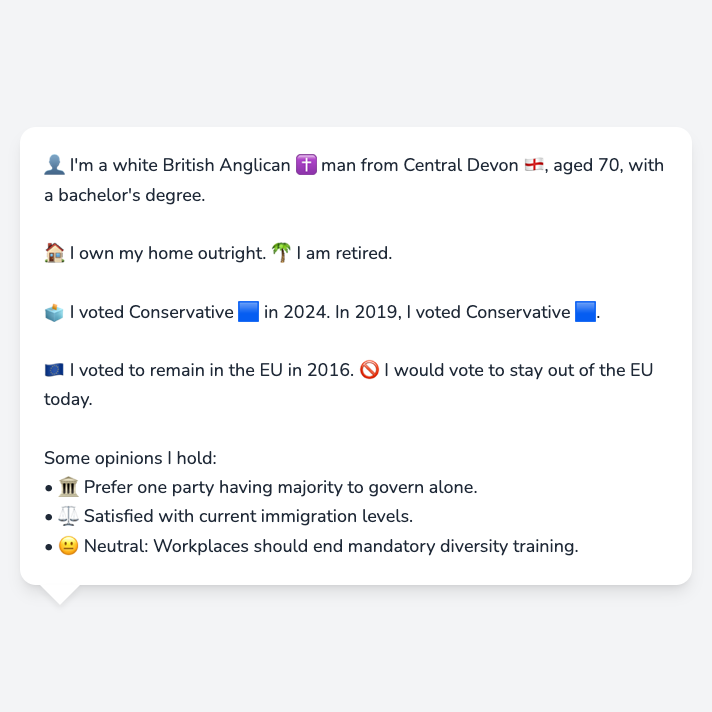 👤 I'm a white British Anglican ✝️ man from Central Devon 🏴󠁧󠁢󠁥󠁮󠁧󠁿, aged 70, with
a bachelor's degree.
🏠 I own my home outright. 🌴 I am retired.
🗳️ I voted Conservative 🟦 in 2024. In 2019, I voted Conservative 🟦.
🇪🇺 I voted to remain in the EU in 2016. 🚫 I would vote to stay out of the EU
today.
Some opinions I hold:
• 🏛️ Prefer one party having majority to govern alone.
• ⚖️ Satisfied with current immigration levels.
• 😐 Neutral: Workplaces should end mandatory diversity training.